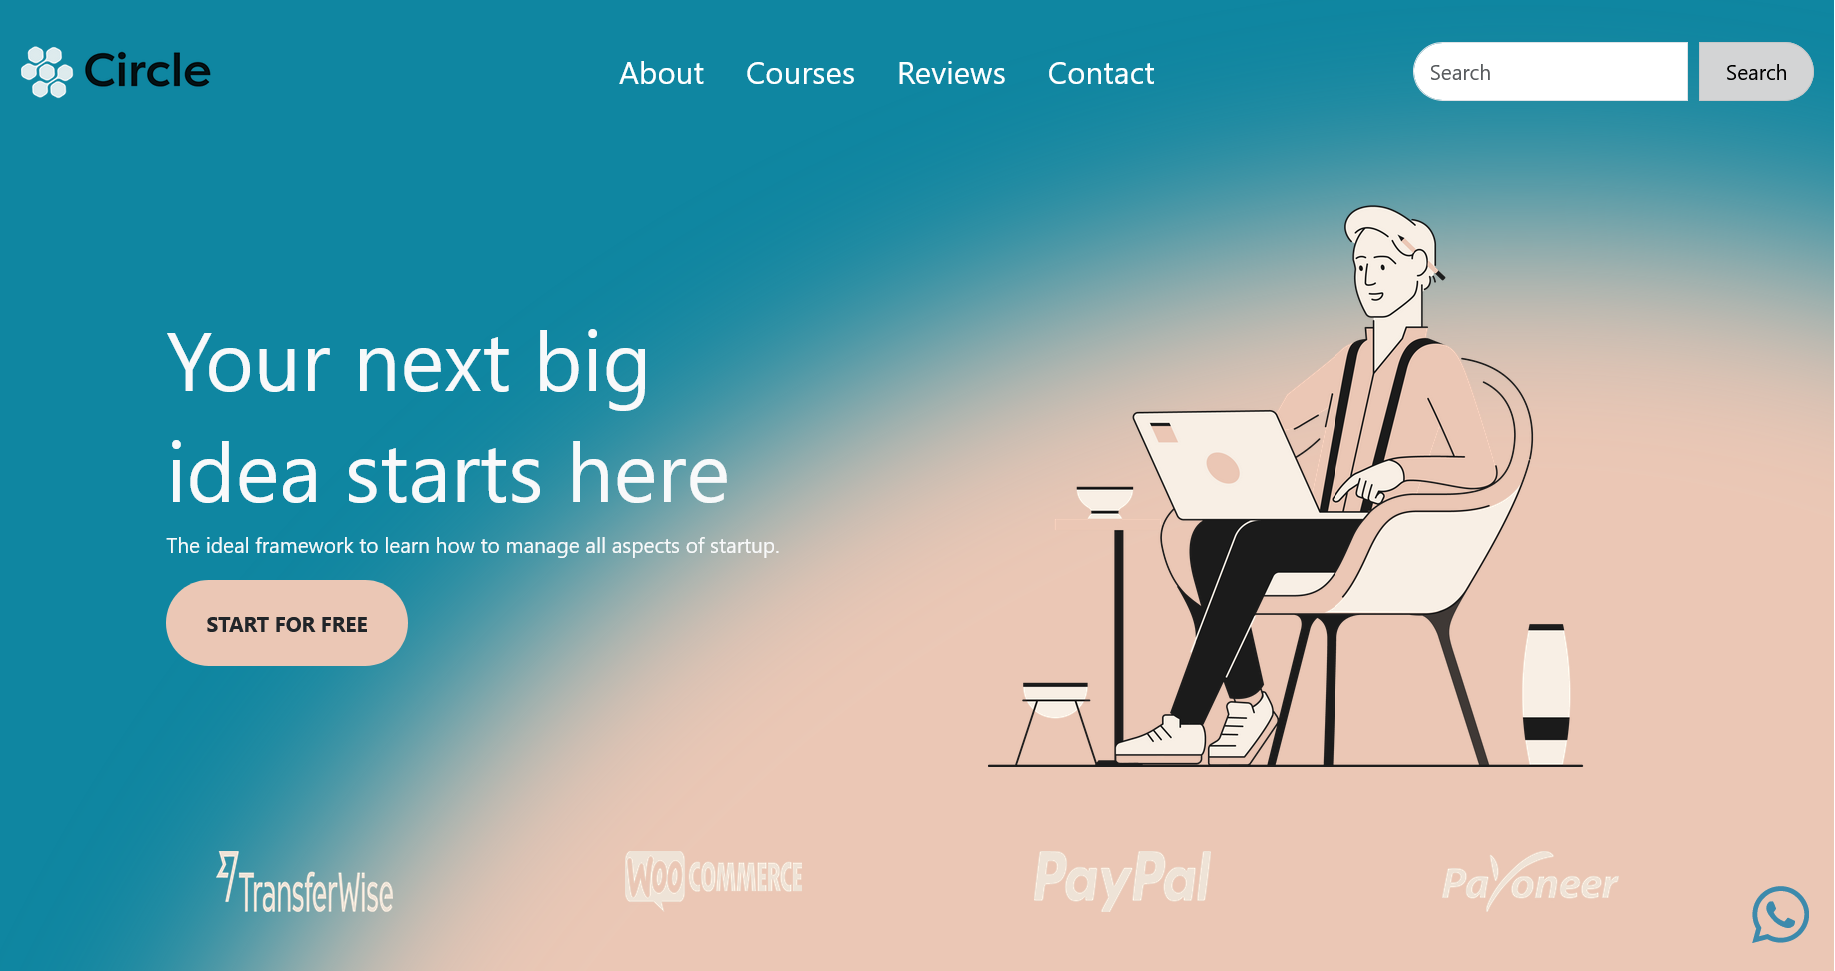 Circle
About Courses Reviews Contact
Search Search
Your next big
idea starts here
The ideal framework to learn how to manage all aspects of startup.
START FOR FREE
TransferWise WOO COMMERCE PayPal Payoneer